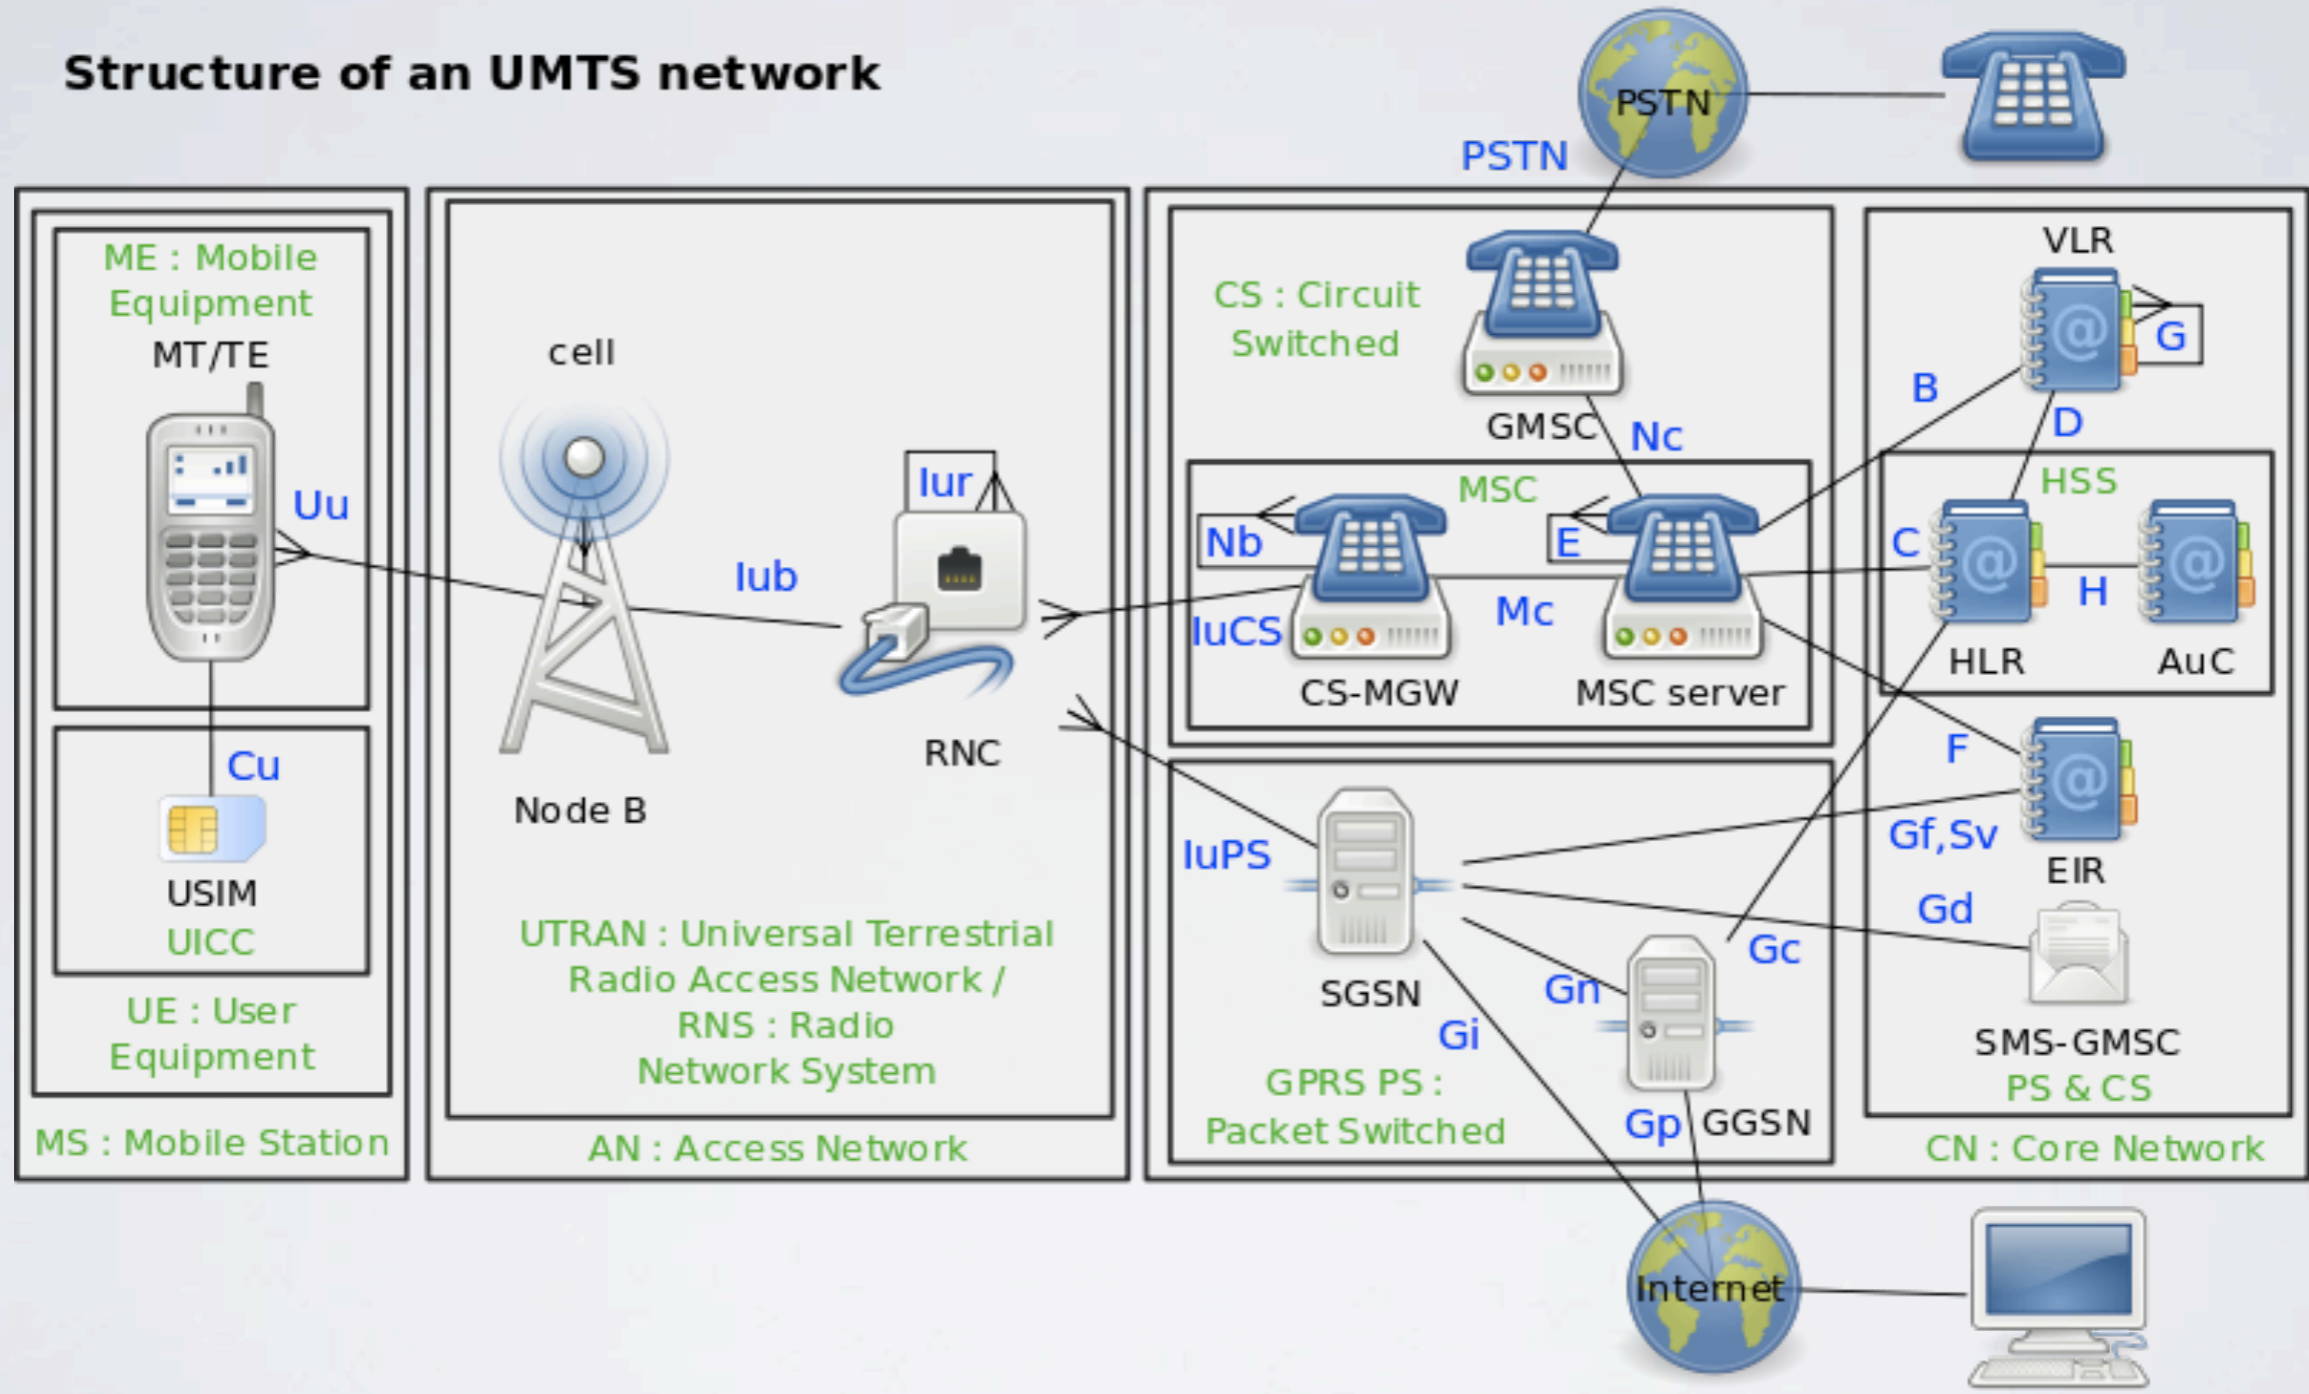 Structure of an UMTS network
PSTN
PSTN
ME : Mobile
Equipment
MT/TE
Uu
Cu
USIM
UICC
UE : User
Equipment
MS : Mobile Station
cell
Iub
Iur
Node B
RNC
UTRAN : Universal Terrestrial
Radio Access Network /
RNS : Radio
Network System
AN : Access Network
CS : Circuit
Switched
GMSC
Nc
MSC
Nb
E
IuCS
Mc
CS-MGW
MSC server
IuPS
SGSN
Gn
Gi
Gc
GPRS PS :
Packet Switched
Gp
GGSN
VLR
G
B
D
HSS
C
H
HLR
AuC
F
Gf,Sv
EIR
Gd
SMS-GMSC
PS & CS
CN : Core Network
Internet